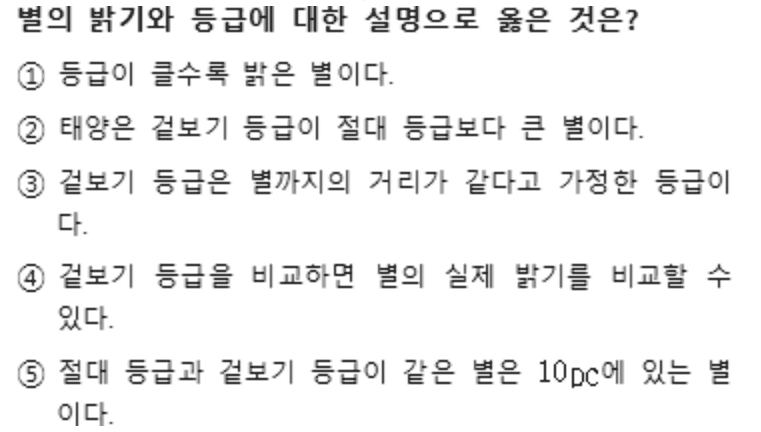 별의 밝기와 등급에 대한 설명으로 옳은 것은?
① 등급이 클수록 밝은 별이다.
② 태양은 겉보기 등급이 절대 등급보다 큰 별이다.
③ 겉보기 등급은 별까지의 거리가 같다고 가정한 등급이
다.
④ 겉보기 등급을 비교하면 별의 실제 밝기를 비교할 수
있다.
⑤ 절대 등급과 겉보기 등급이 같은 별은 10pc에 있는 별
이다.